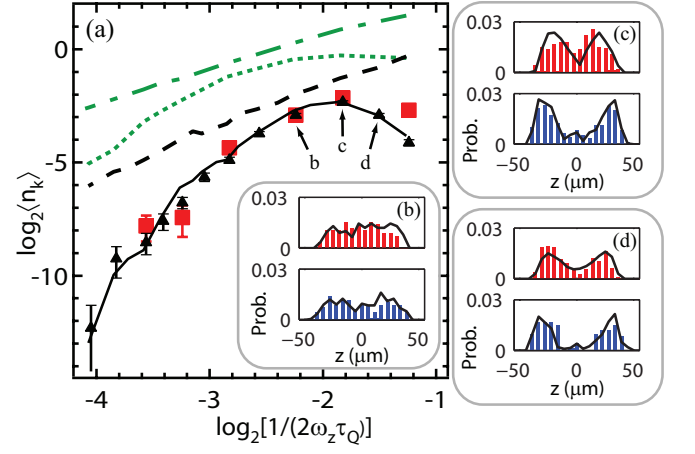 (a)
0
-5
-10
log₂⟨nₖ⟩
-4
-3
-2
-1
log₂[1/(2ω_zτ_Q)]
b
c
d
(b)
0.03
0
0.03
0
Prob.
-50
0
50
z (μm)
(c)
0.03
0
0.03
0
Prob.
-50
0
50
z (μm)
(d)
0.03
0
0.03
0
Prob.
-50
0
50
z (μm)